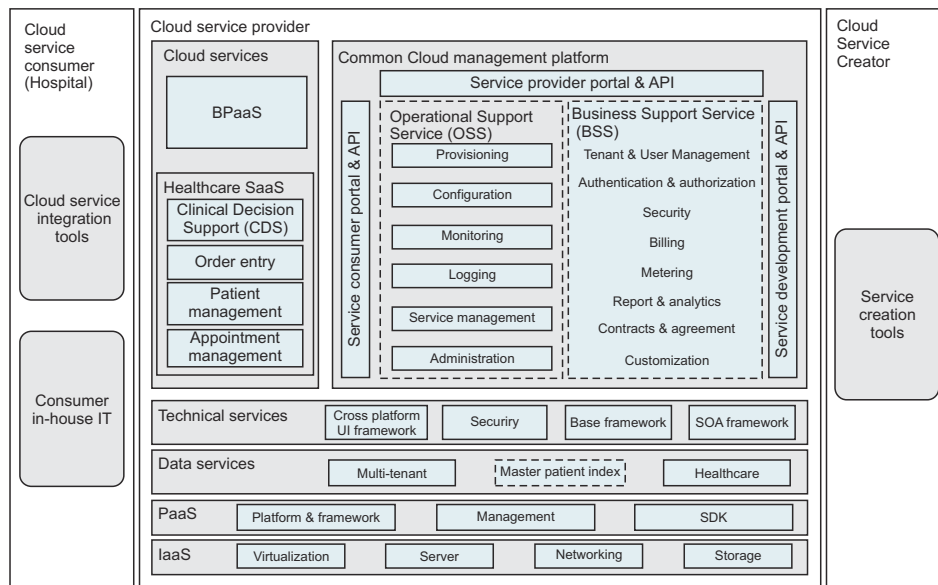 Cloud
service
consumer
(Hospital)
Cloud service
integration
tools
Consumer
in-house IT
Cloud service provider
Cloud services
BPaaS
Healthcare SaaS
Clinical Decision
Support (CDS)
Order entry
Patient
management
Appointment
management
Common Cloud management platform
Service provider portal & API
Service consumer portal & API
Operational Support
Service (OSS)
Provisioning
Configuration
Monitoring
Logging
Service management
Administration
Business Support Service
(BSS)
Tenant & User Management
Authentication & authorization
Security
Billing
Metering
Report & analytics
Contracts & agreement
Customization
Service development portal & API
Technical services
Cross platform
UI framework
Securiry
Base framework
SOA framework
Data services
Multi-tenant
Master patient index
Healthcare
PaaS
Platform & framework
Management
SDK
IaaS
Virtualization
Server
Networking
Storage
Cloud
Service
Creator
Service
creation
tools